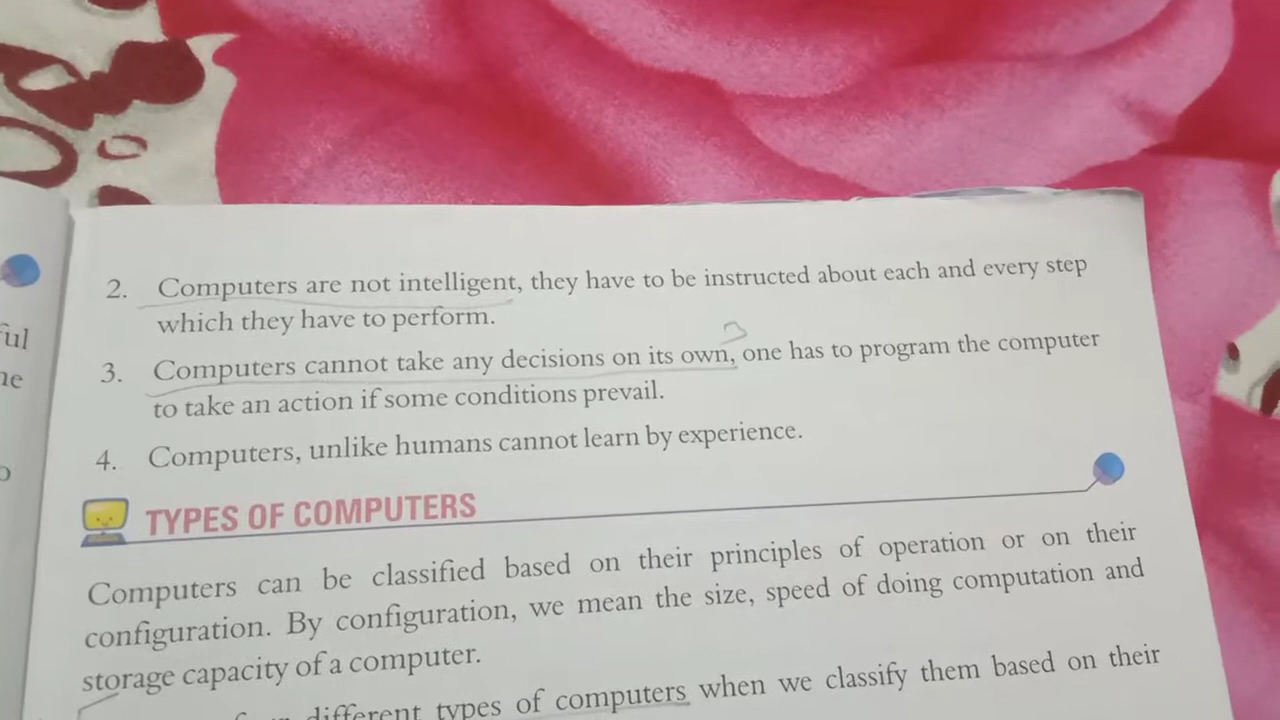 2. Computers are not intelligent, they have to be instructed about each and every step
which they have to perform.
3. Computers cannot take any decisions on its own, one has to program the computer
to take an action if some conditions prevail.
4. Computers, unlike humans cannot learn by experience.
TYPES OF COMPUTERS
Computers can be classified based on their principles of operation or on their
configuration. By configuration, we mean the size, speed of doing computation and
storage capacity of a computer.
different types of computers when we classify them based on their